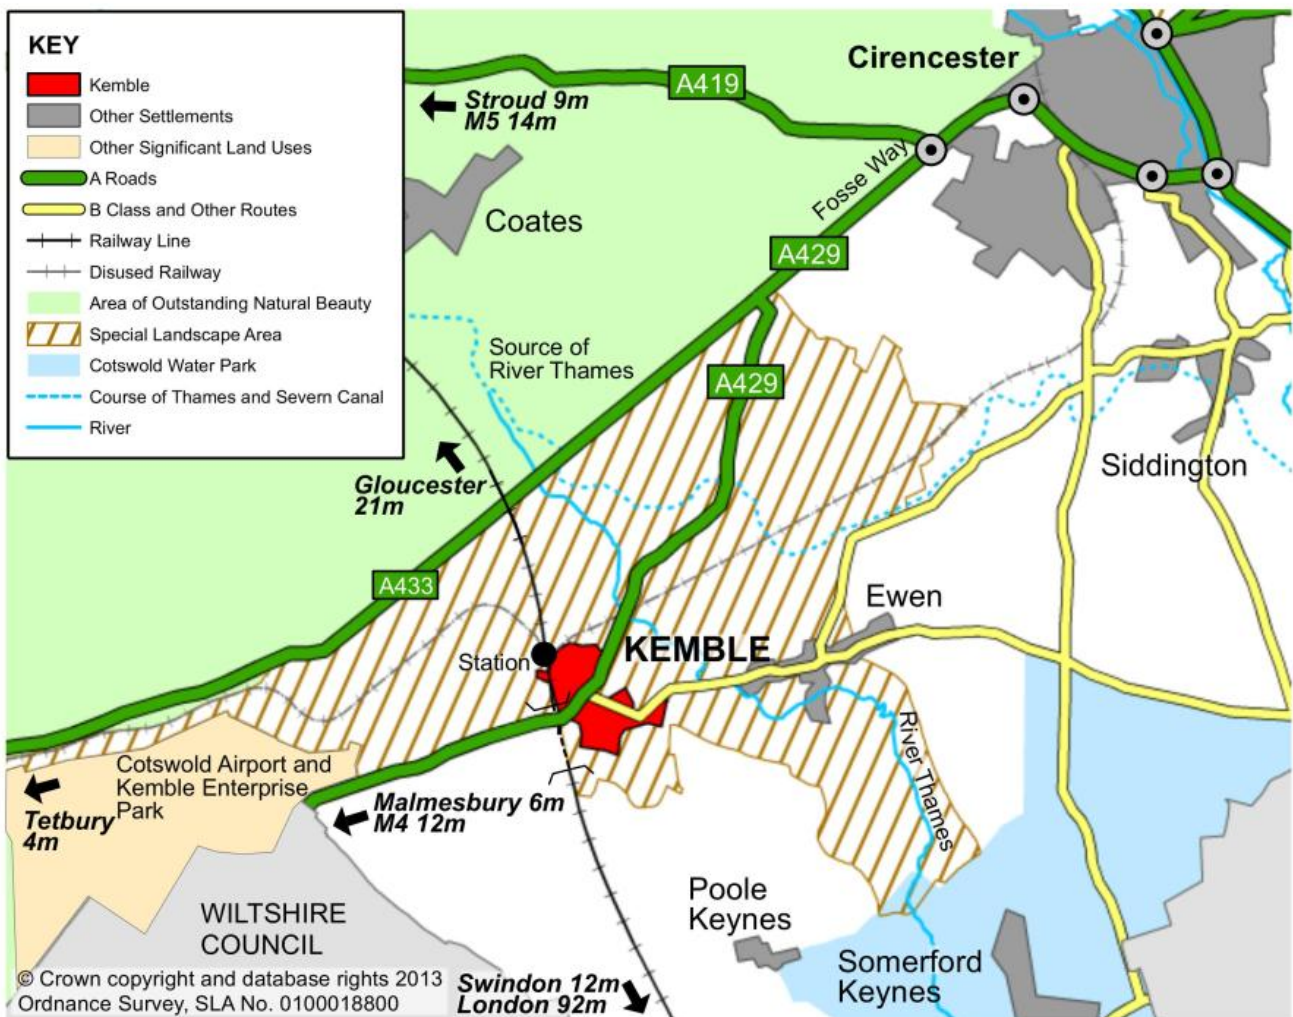 KEY
Kemble
Other Settlements
Other Significant Land Uses
A Roads
B Class and Other Routes
Railway Line
Disused Railway
Area of Outstanding Natural Beauty
Special Landscape Area
Cotswold Water Park
Course of Thames and Severn Canal
River
Cirencester
A419
Stroud 9m
M5 14m
Fosse Way
Coates
A429
Source of
River Thames
A429
Gloucester
21m
Siddington
A433
Ewen
Station
KEMBLE
River Thames
Cotswold Airport and
Kemble Enterprise
Park
Tetbury
4m
Malmesbury 6m
M4 12m
Poole
Keynes
WILTSHIRE
COUNCIL
Somerford
Keynes
© Crown copyright and database rights 2013
Ordnance Survey, SLA No. 0100018800
Swindon 12m
London 92m